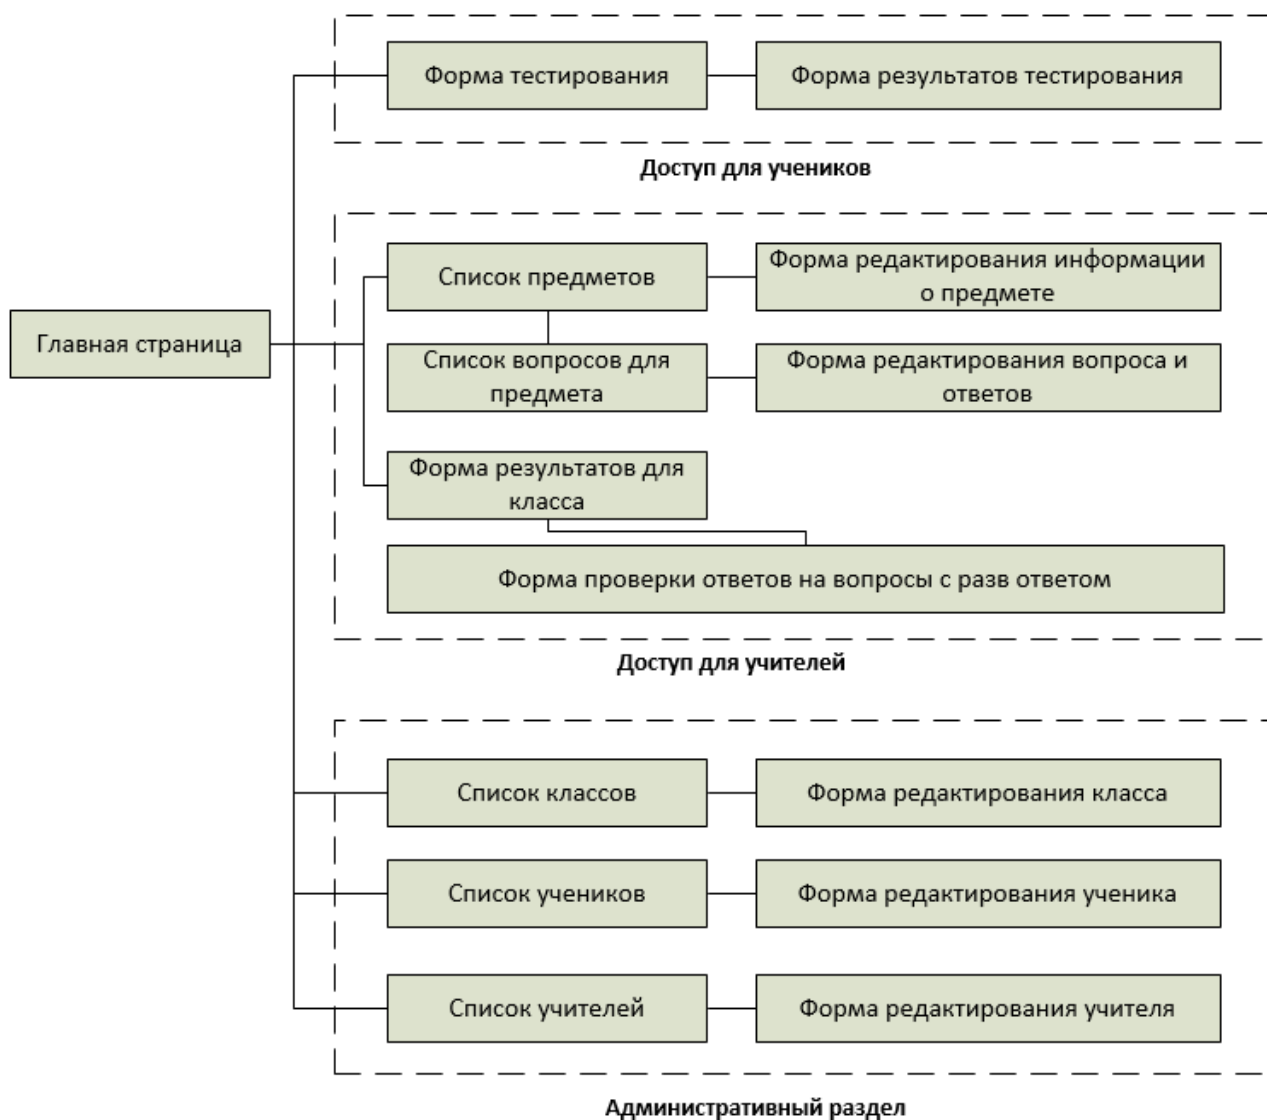 Форма тестирования
Форма результатов тестирования
Доступ для учеников
Список предметов
Форма редактирования информации
о предмете
Главная страница
Список вопросов для
предмета
Форма редактирования вопроса и
ответов
Форма результатов для
класса
Форма проверки ответов на вопросы с разв ответом
Доступ для учителей
Список классов
Форма редактирования класса
Список учеников
Форма редактирования ученика
Список учителей
Форма редактирования учителя
Административный раздел